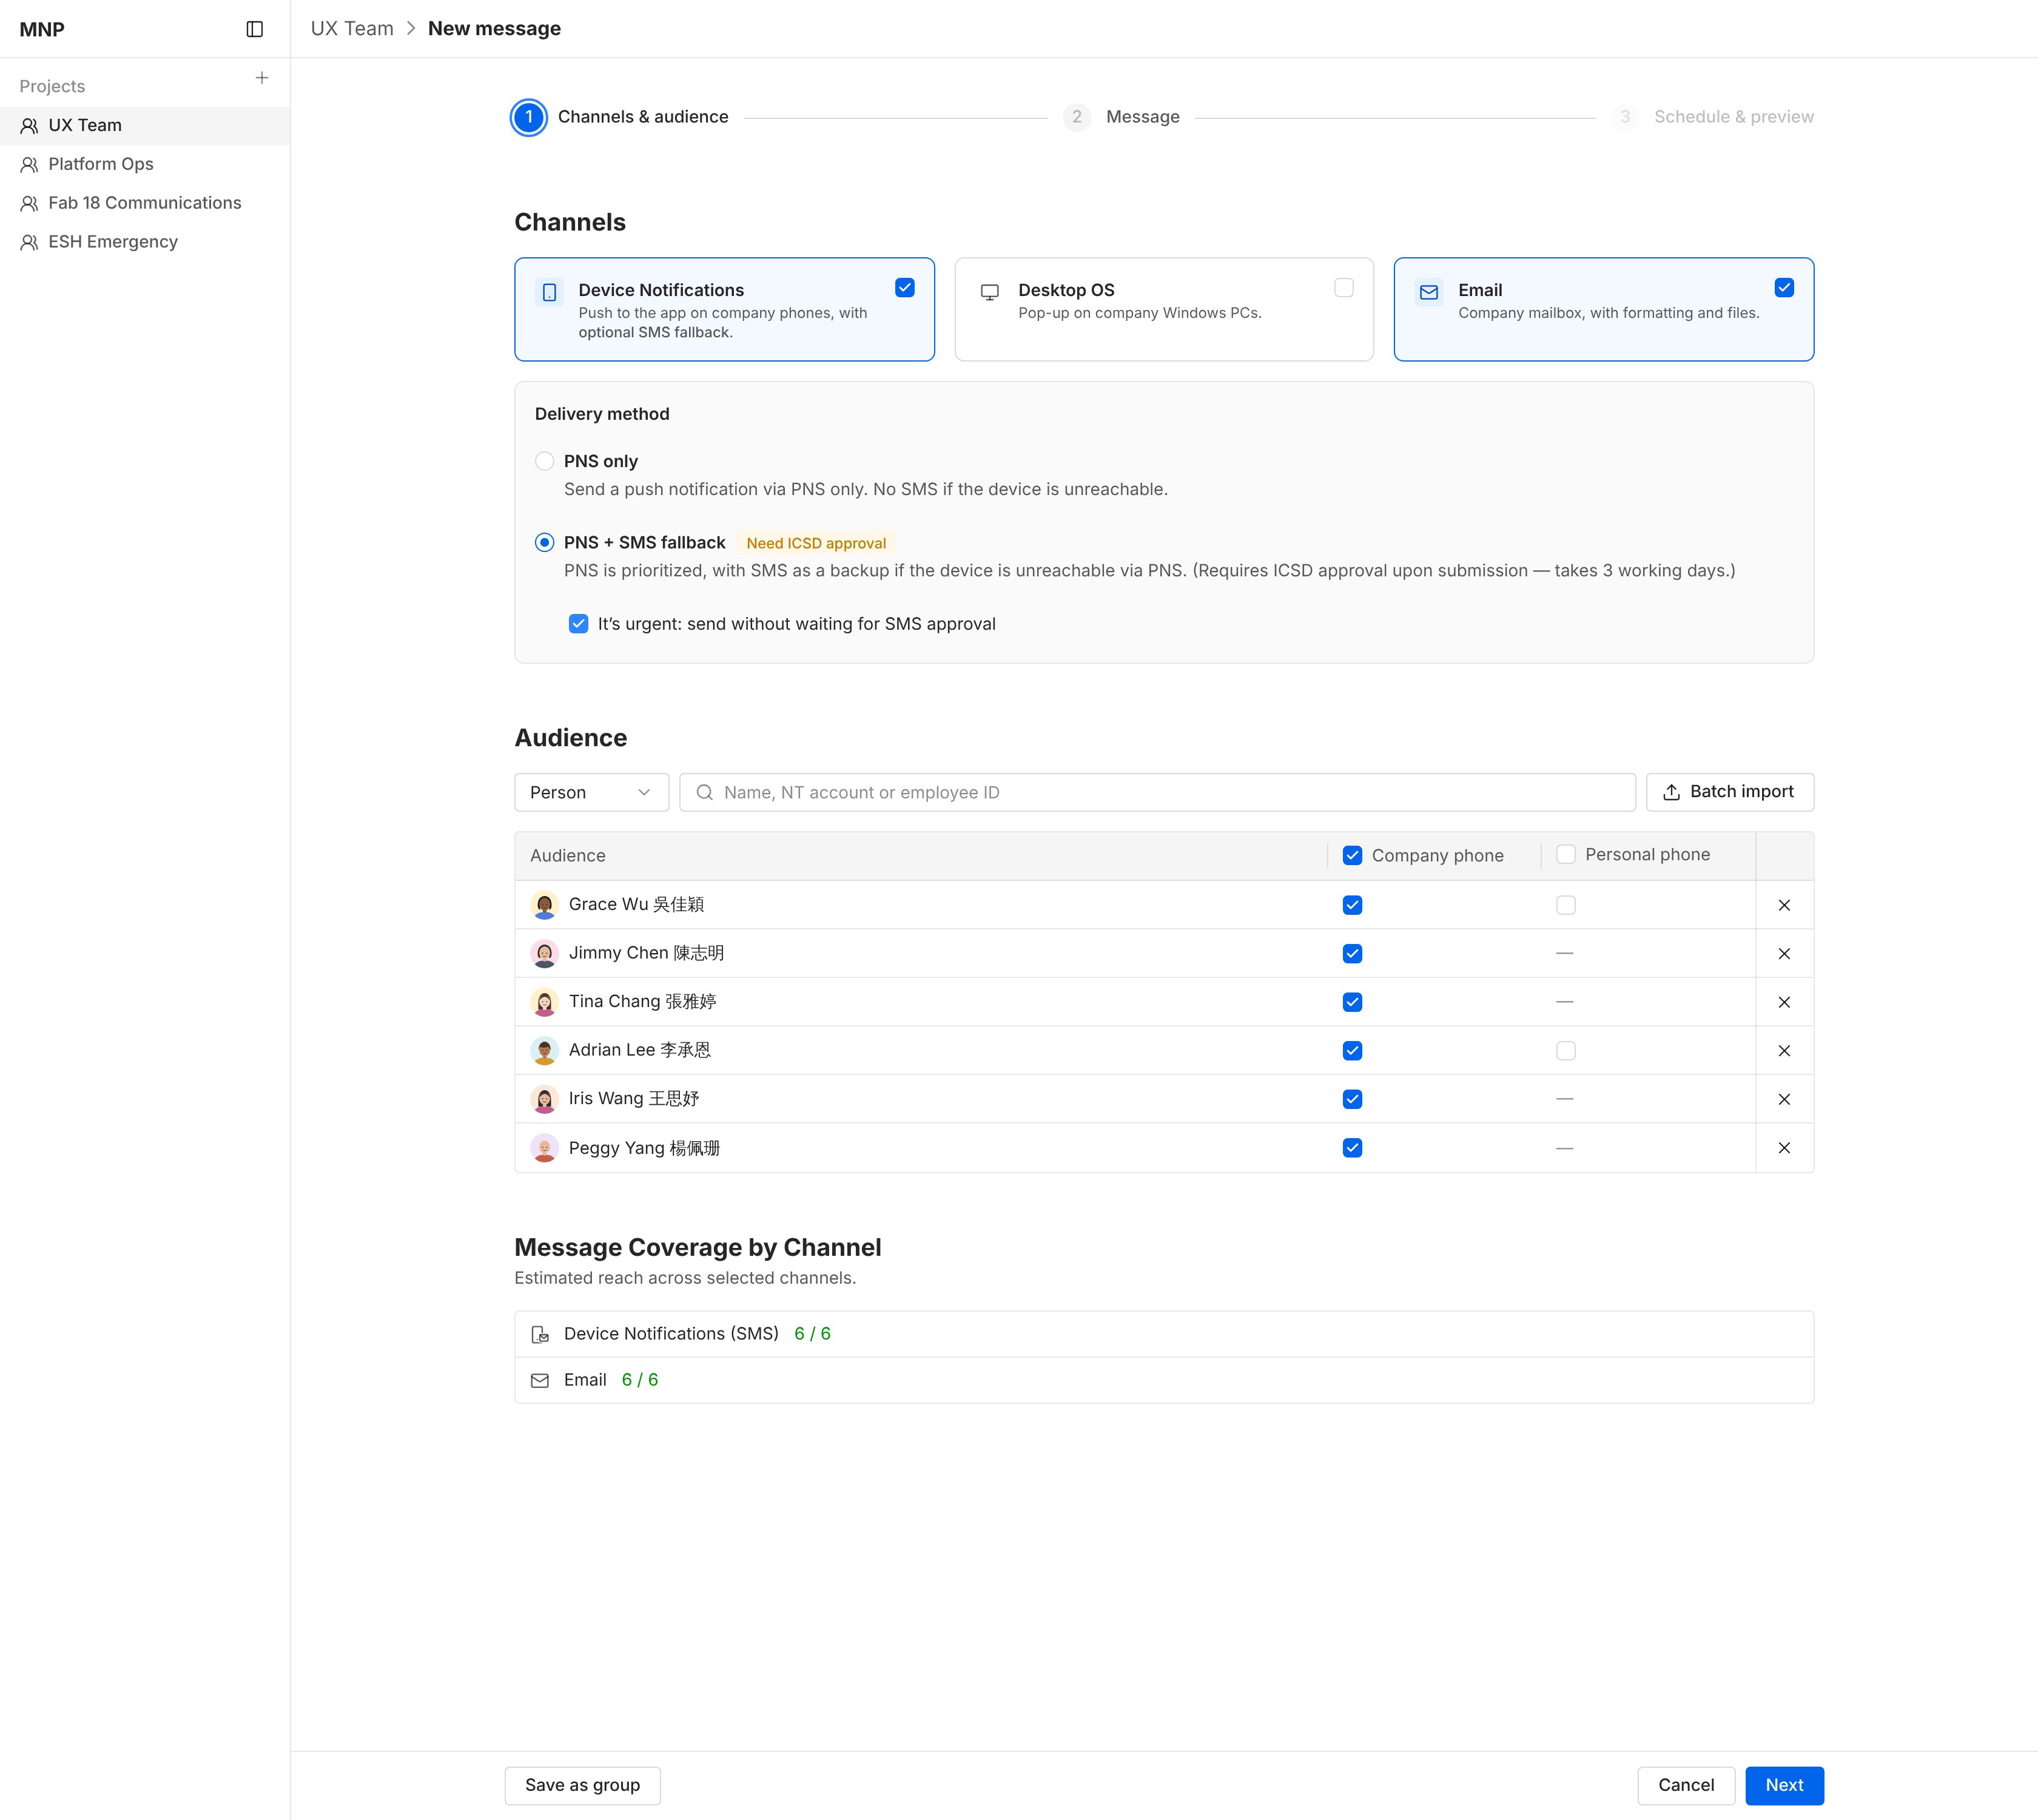 MNP
Projects
UX Team
Platform Ops
Fab 18 Communications
ESH Emergency
UX Team > New message
1 Channels & audience
2 Message
3 Schedule & preview
Channels
Device Notifications
Push to the app on company phones, with
optional SMS fallback.
Desktop OS
Pop-up on company Windows PCs.
Email
Company mailbox, with formatting and files.
Delivery method
PNS only
Send a push notification via PNS only. No SMS if the device is unreachable.
PNS + SMS fallback Need ICSD approval
PNS is prioritized, with SMS as a backup if the device is unreachable via PNS. (Requires ICSD approval upon submission — takes 3 working days.)
It’s urgent: send without waiting for SMS approval
Audience
Person
Name, NT account or employee ID
Batch import
Audience Company phone Personal phone
Grace Wu 吳佳穎
Jimmy Chen 陳志明 —
Tina Chang 張雅婷 —
Adrian Lee 李承恩
Iris Wang 王思妤 —
Peggy Yang 楊佩珊 —
Message Coverage by Channel
Estimated reach across selected channels.
Device Notifications (SMS) 6 / 6
Email 6 / 6
Save as group
Cancel
Next